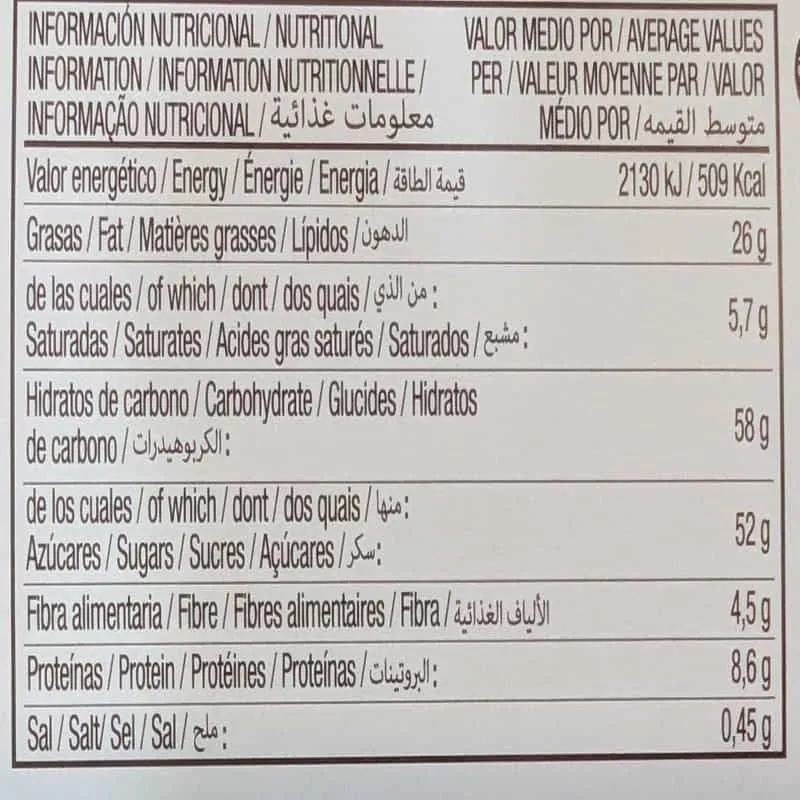 INFORMACIÓN NUTRICIONAL / NUTRITIONAL
INFORMATION / INFORMATION NUTRITIONNELLE /
INFORMAÇÃO NUTRICIONAL / معلومات غذائية
VALOR MEDIO POR / AVERAGE VALUES
PER / VALEUR MOYENNE PAR / VALOR
MÉDIO POR / متوسط القيمه
Valor energético / Energy / Énergie / Energia / قيمة الطاقة
2130 kJ / 509 Kcal
Grasas / Fat / Matières grasses / Lípidos / الدهون
26 g
de las cuales / of which / dont / dos quais / من الذي :
Saturadas / Saturates / Acides gras saturés / Saturados / مشبع :
5,7 g
Hidratos de carbono / Carbohydrate / Glucides / Hidratos
de carbono / الكربوهيدرات :
58 g
de los cuales / of which / dont / dos quais / منها :
Azúcares / Sugars / Sucres / Açúcares / سكر :
52 g
Fibra alimentaria / Fibre / Fibres alimentaires / Fibra / الألياف الغذائية
4,5 g
Proteínas / Protein / Protéines / Proteínas / البروتينات :
8,6 g
Sal / Salt/ Sel / Sal / ملح :
0,45 g